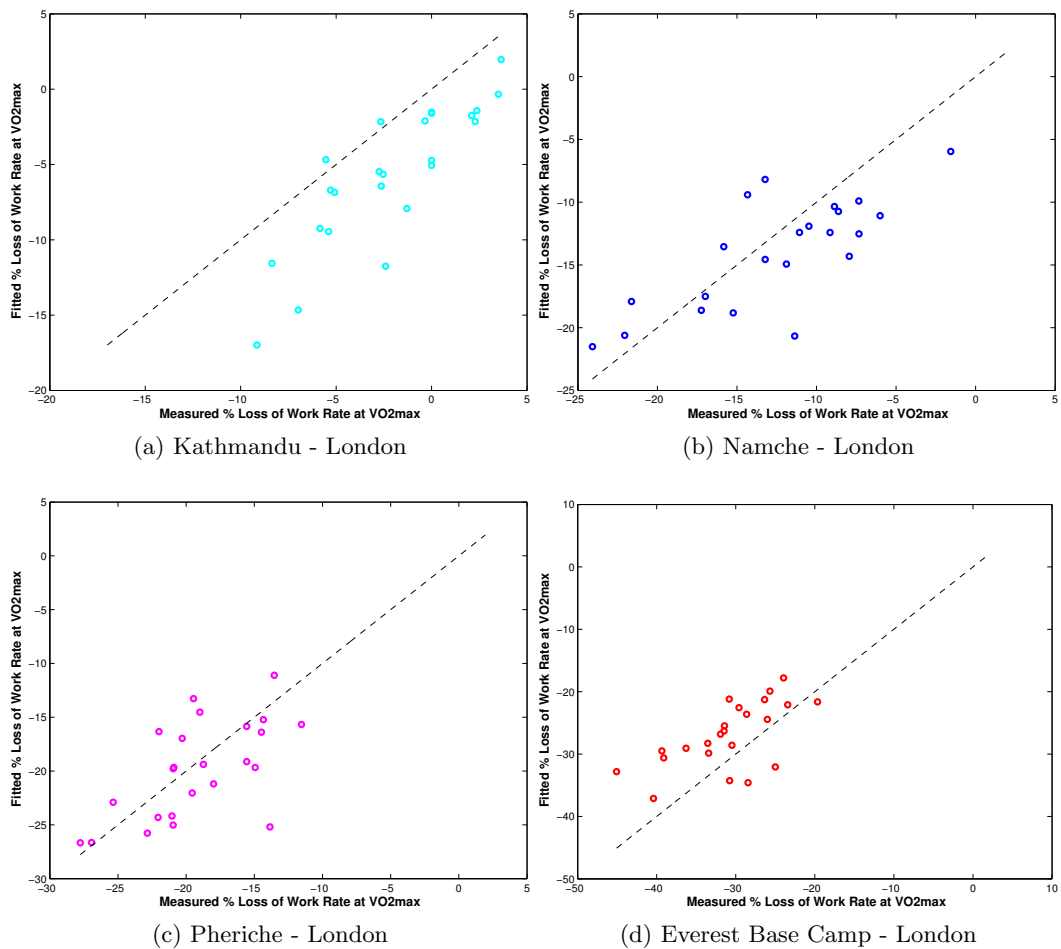 5
0
−5
−10
−15
−20
−20 −15 −10 −5 0 5
Fitted % Loss of Work Rate at VO2max
Measured % Loss of Work Rate at VO2max
(a) Kathmandu - London
5
0
−5
−10
−15
−20
−25
−25 −20 −15 −10 −5 0 5
Fitted % Loss of Work Rate at VO2max
Measured % Loss of Work Rate at VO2max
(b) Namche - London
5
0
−5
−10
−15
−20
−25
−30
−30 −25 −20 −15 −10 −5 0 5
Fitted % Loss of Work Rate at VO2max
Measured % Loss of Work Rate at VO2max
(c) Pheriche - London
10
0
−10
−20
−30
−40
−50
−50 −40 −30 −20 −10 0 10
Fitted % Loss of Work Rate at VO2max
Measured % Loss of Work Rate at VO2max
(d) Everest Base Camp - London